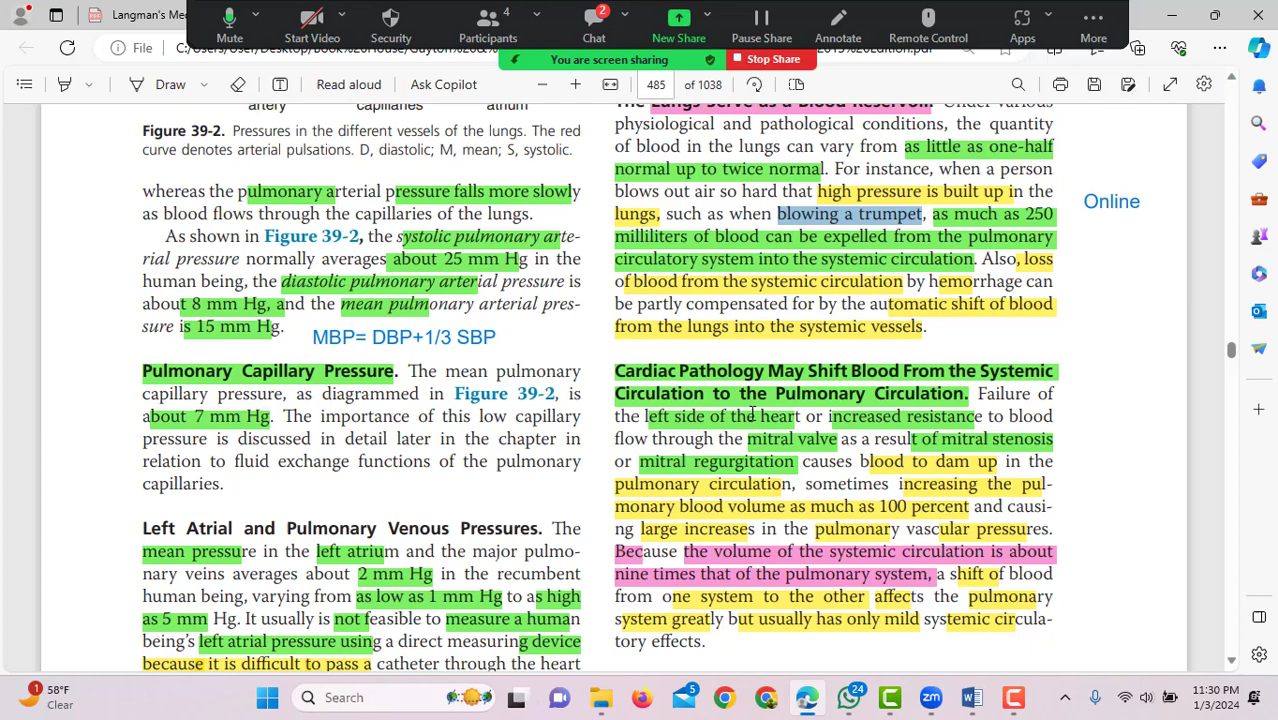 Langman's Me
4
2
Mute
Start Video
Security
Participants
Chat
New Share
Pause Share
Annotate
Remote Control
Apps
More
File
You are screen sharing
Stop Share
Draw
Read aloud
Ask Copilot
485 of 1038
artery capillaries atrium
Figure 39-2. Pressures in the different vessels of the lungs. The red
curve denotes arterial pulsations. D, diastolic; M, mean; S, systolic.
whereas the pulmonary arterial pressure falls more slowly
as blood flows through the capillaries of the lungs.
As shown in Figure 39-2, the systolic pulmonary arte-
rial pressure normally averages about 25 mm Hg in the
human being, the diastolic pulmonary arterial pressure is
about 8 mm Hg, and the mean pulmonary arterial pres-
sure is 15 mm Hg.
MBP= DBP+1/3 SBP
Pulmonary Capillary Pressure. The mean pulmonary
capillary pressure, as diagrammed in Figure 39-2, is
about 7 mm Hg. The importance of this low capillary
pressure is discussed in detail later in the chapter in
relation to fluid exchange functions of the pulmonary
capillaries.
Left Atrial and Pulmonary Venous Pressures. The
mean pressure in the left atrium and the major pulmo-
nary veins averages about 2 mm Hg in the recumbent
human being, varying from as low as 1 mm Hg to as high
as 5 mm Hg. It usually is not feasible to measure a human
being's left atrial pressure using a direct measuring device
because it is difficult to pass a catheter through the heart
The Lungs Serve as a Blood Reservoir. Under various
physiological and pathological conditions, the quantity
of blood in the lungs can vary from as little as one-half
normal up to twice normal. For instance, when a person
blows out air so hard that high pressure is built up in the
lungs, such as when blowing a trumpet, as much as 250
milliliters of blood can be expelled from the pulmonary
circulatory system into the systemic circulation. Also, loss
of blood from the systemic circulation by hemorrhage can
be partly compensated for by the automatic shift of blood
from the lungs into the systemic vessels.
Cardiac Pathology May Shift Blood From the Systemic
Circulation to the Pulmonary Circulation. Failure of
the left side of the heart or increased resistance to blood
flow through the mitral valve as a result of mitral stenosis
or mitral regurgitation causes blood to dam up in the
pulmonary circulation, sometimes increasing the pul-
monary blood volume as much as 100 percent and causi-
ng large increases in the pulmonary vascular pressures.
Because the volume of the systemic circulation is about
nine times that of the pulmonary system, a shift of blood
from one system to the other affects the pulmonary
system greatly but usually has only mild systemic circula-
tory effects.
Online
1
58°F
Clear
Search
5
24
zm
11:30 PM
1/3/2024